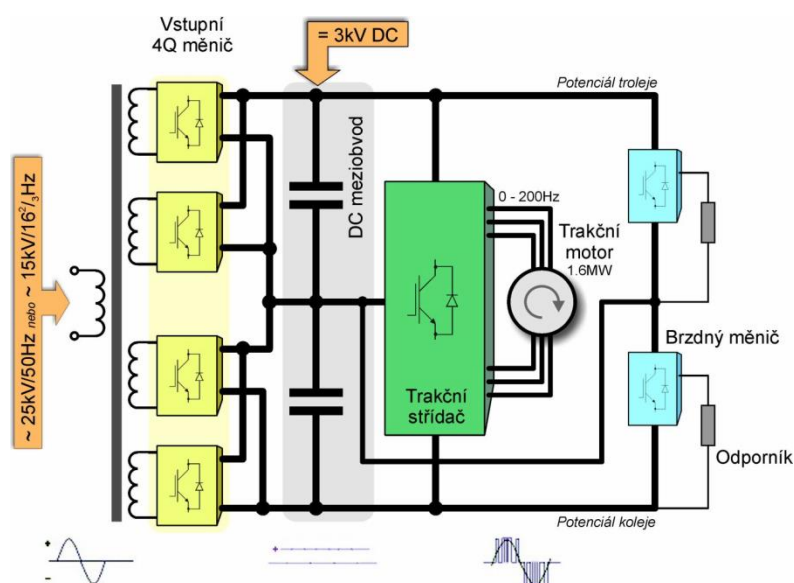 Vstupní
4Q měnič
= 3kV DC
Potenciál troleje
~ 25kV/50Hz nebo ~ 15kV/16²/₃Hz
DC meziobvod
0 - 200Hz
Trakční
motor
1.6MW
Brzdný měnič
Trakční
střídač
Odporník
Potenciál koleje
+
−
+